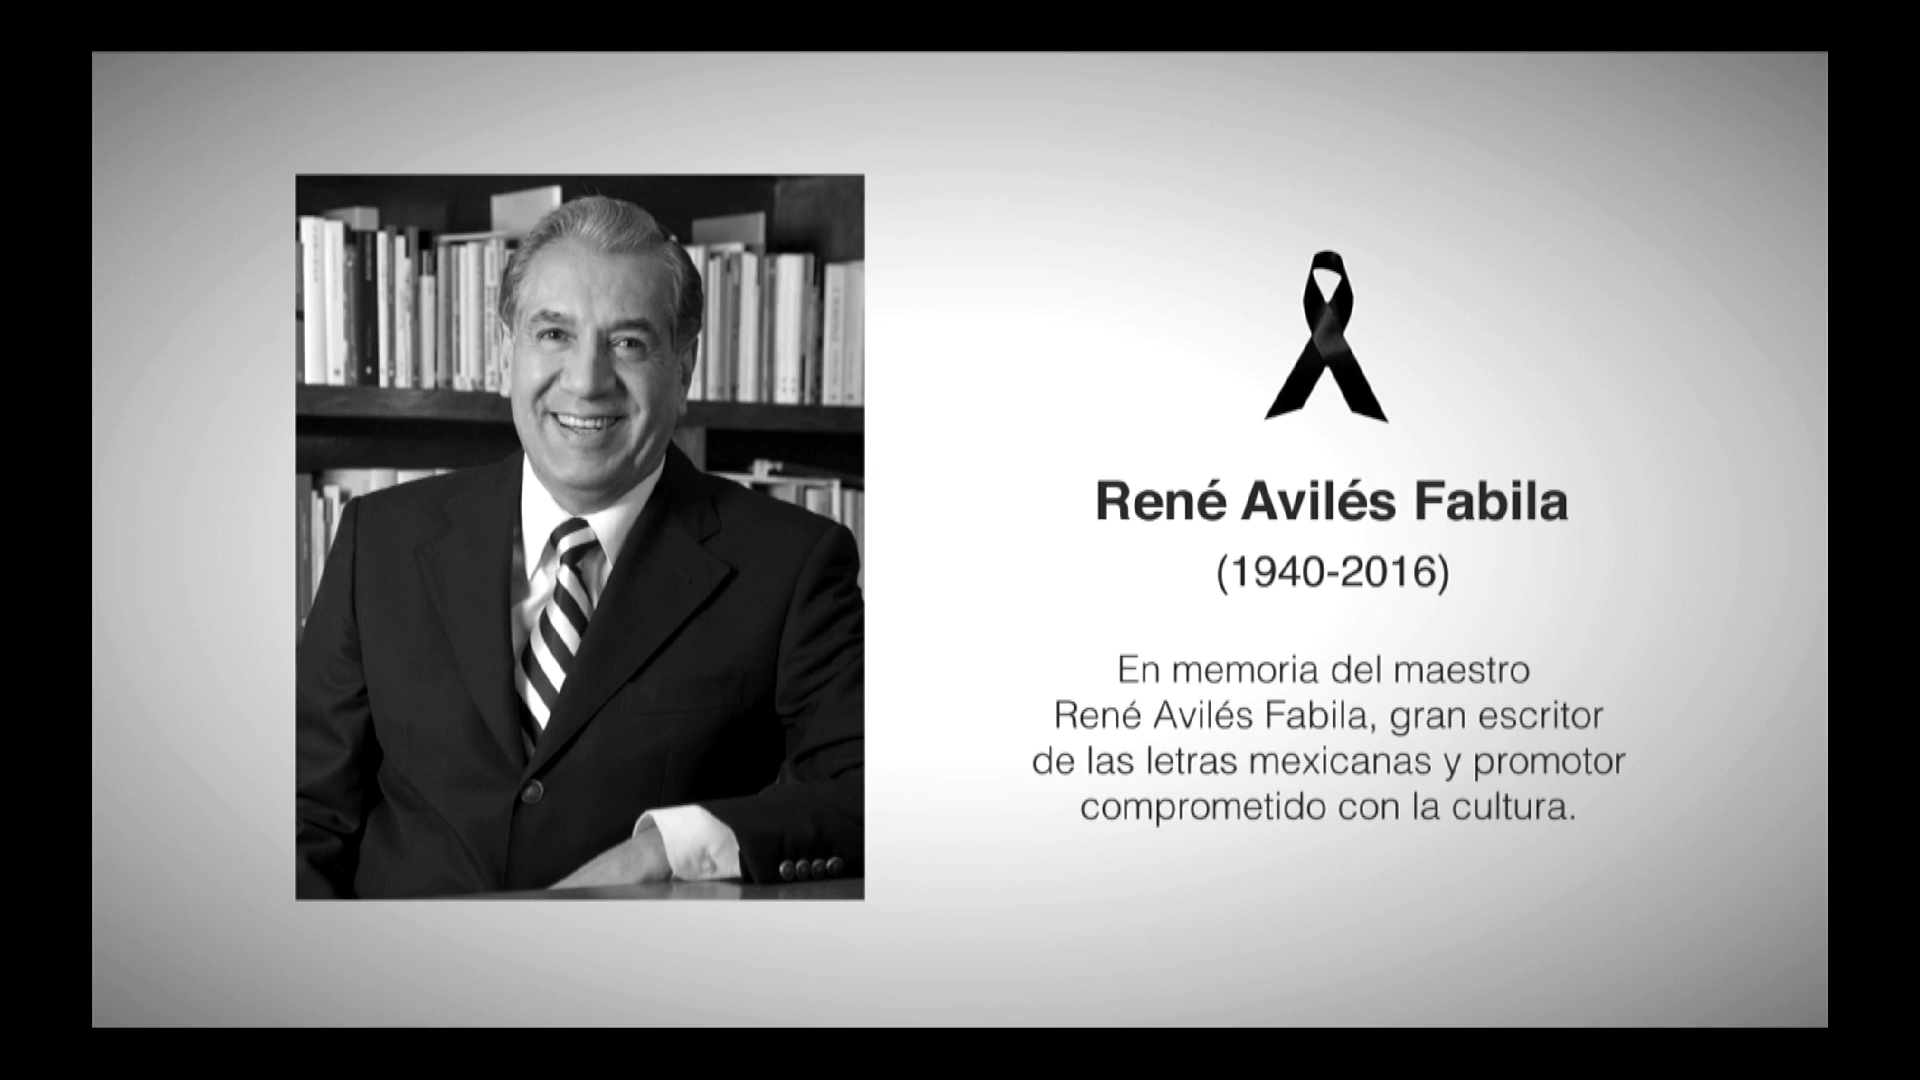 René Avilés Fabila
(1940-2016)
En memoria del maestro
René Avilés Fabila, gran escritor
de las letras mexicanas y promotor
comprometido con la cultura.